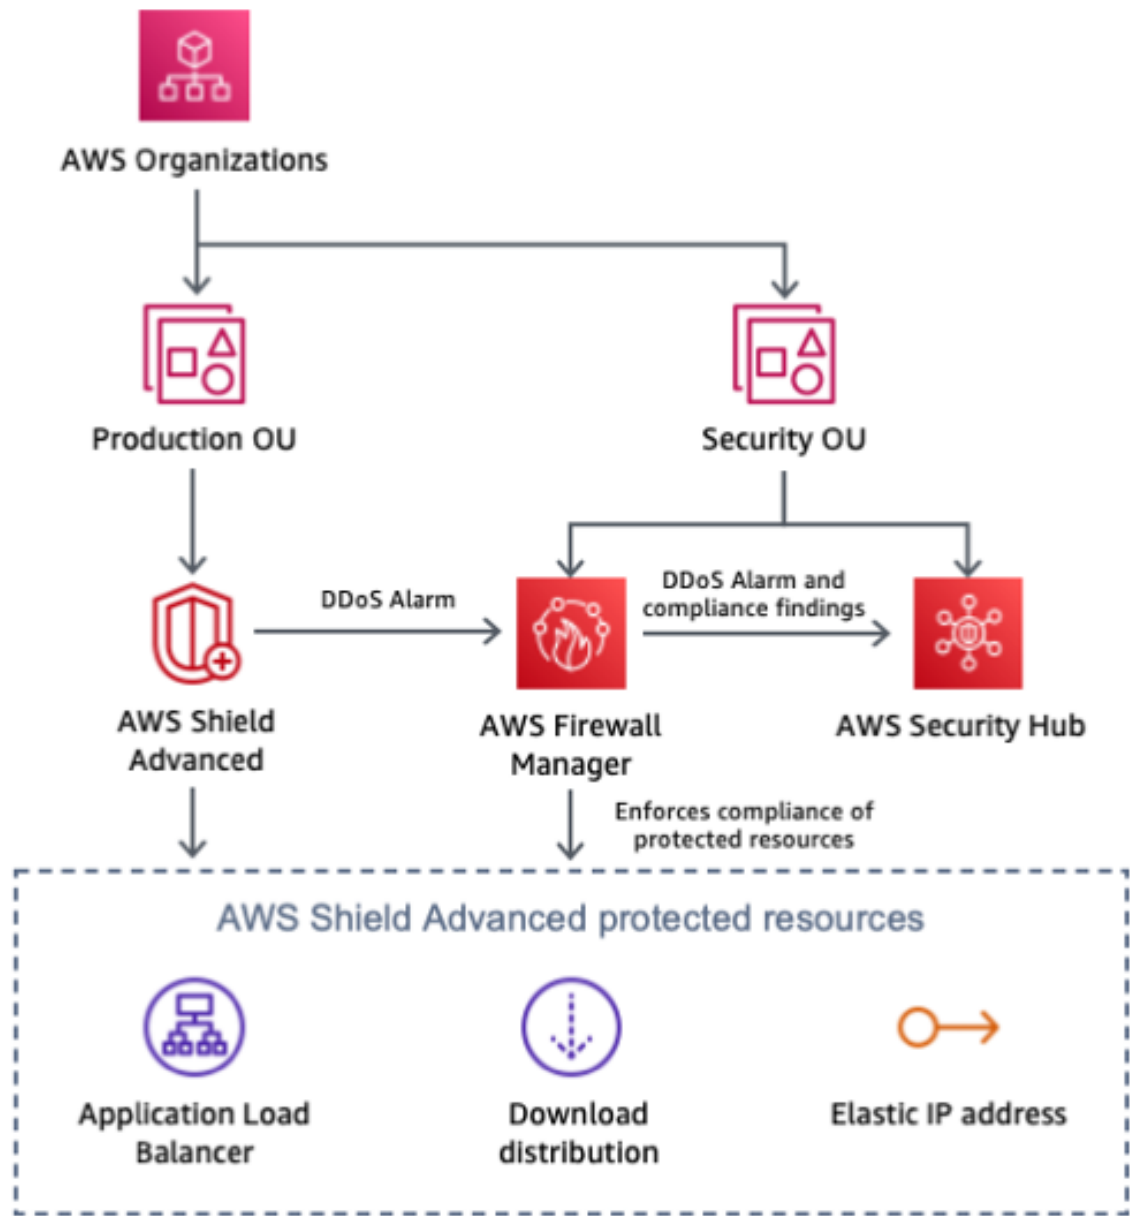 AWS Organizations
Production OU
Security OU
DDoS Alarm
DDoS Alarm and
compliance findings
AWS Shield
Advanced
AWS Firewall
Manager
AWS Security Hub
Enforces compliance of
protected resources
AWS Shield Advanced protected resources
Application Load
Balancer
Download
distribution
Elastic IP address